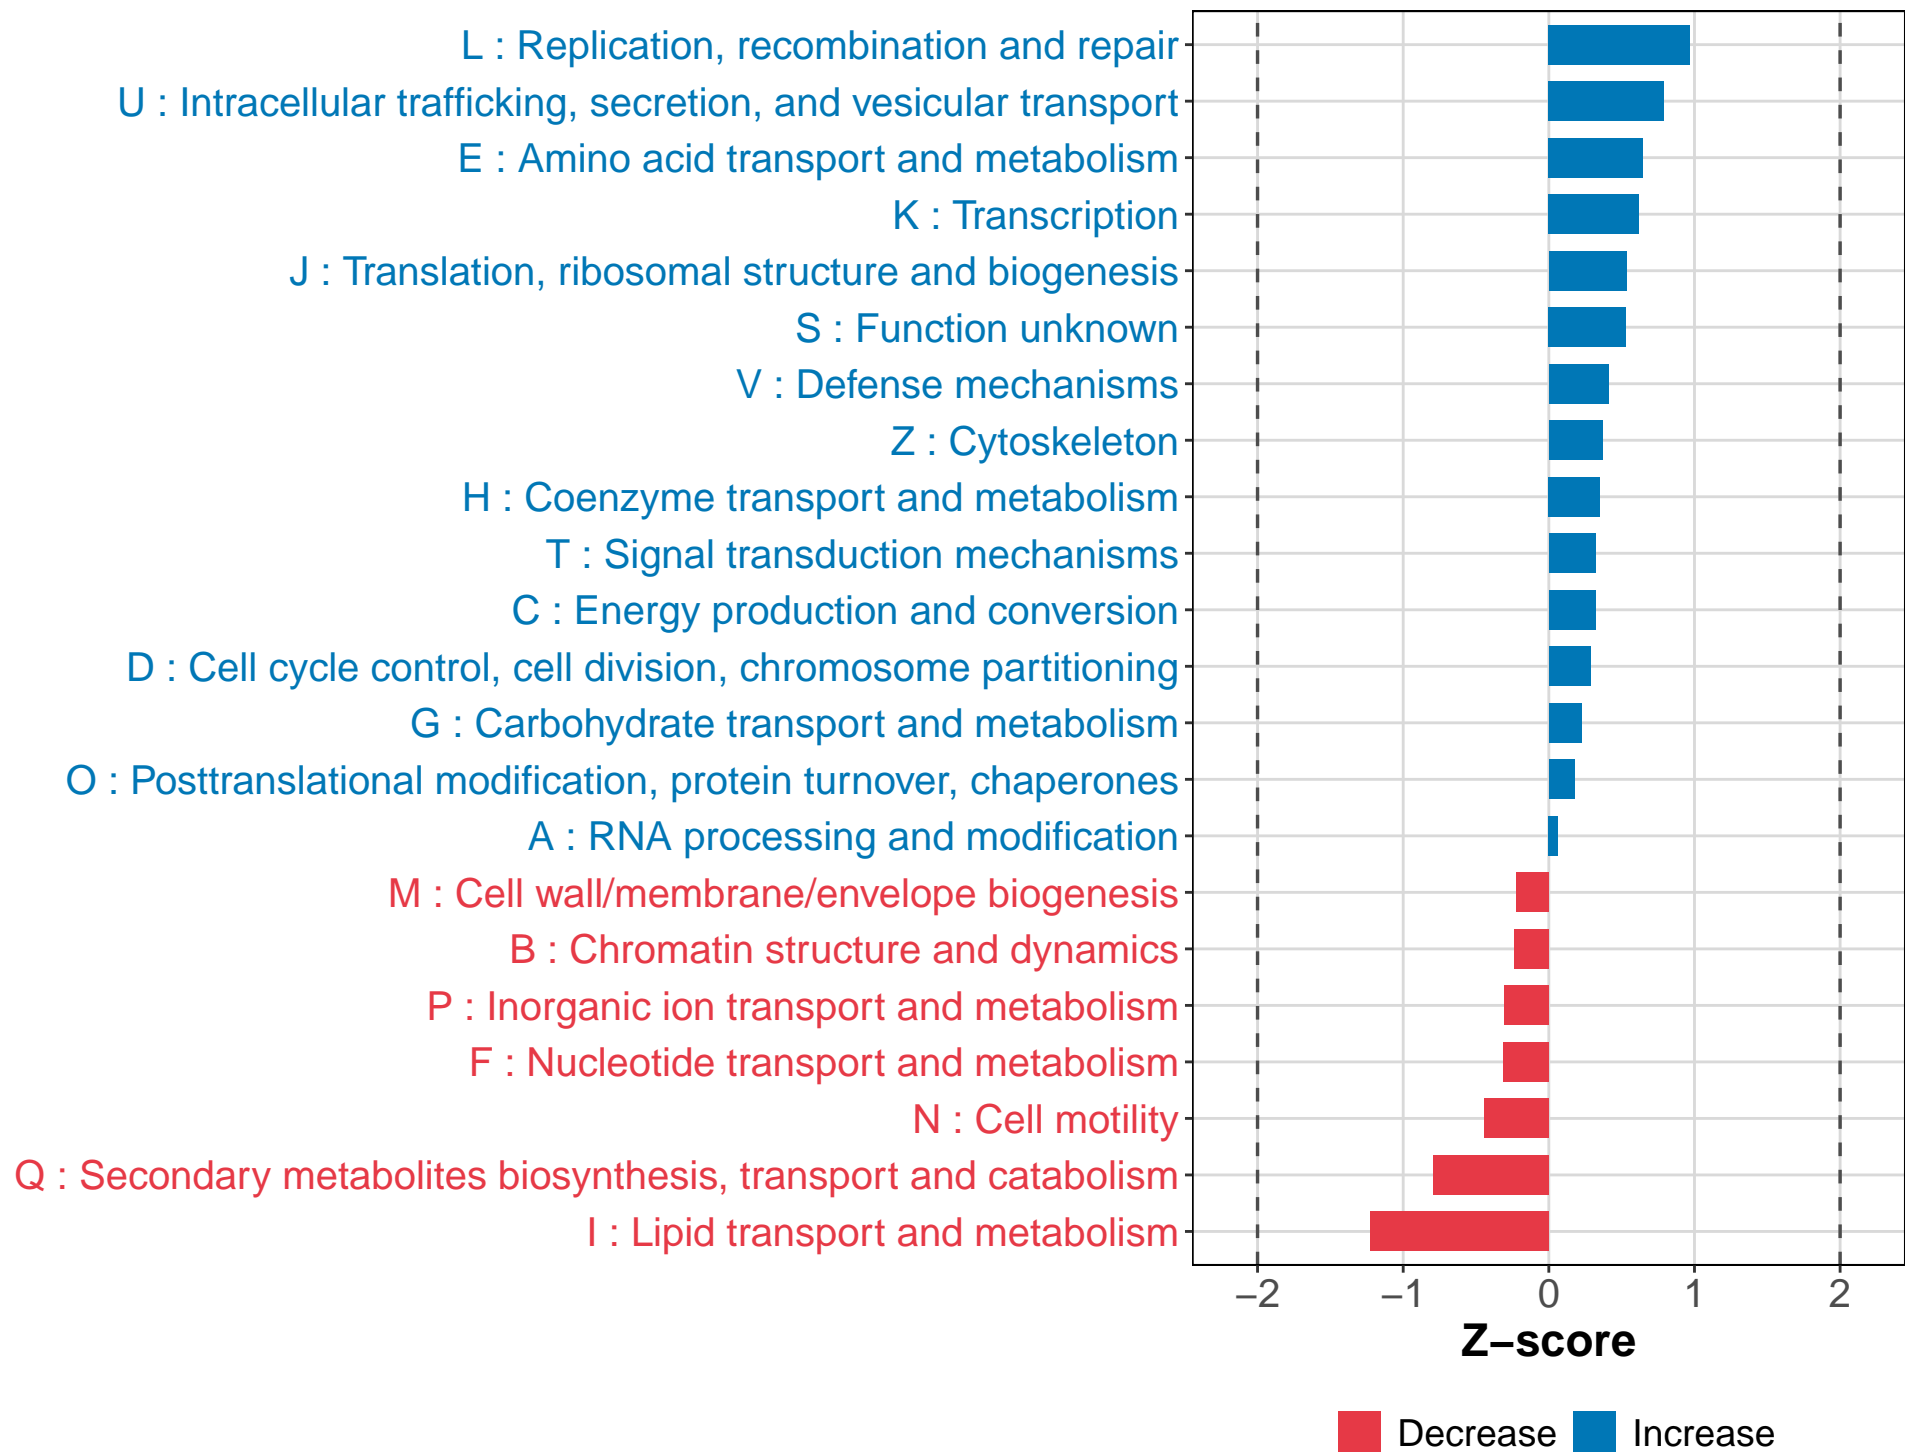 L : Replication, recombination and repair
U : Intracellular trafficking, secretion, and vesicular transport
E : Amino acid transport and metabolism
K : Transcription
J : Translation, ribosomal structure and biogenesis
S : Function unknown
V : Defense mechanisms
Z : Cytoskeleton
H : Coenzyme transport and metabolism
T : Signal transduction mechanisms
C : Energy production and conversion
D : Cell cycle control, cell division, chromosome partitioning
G : Carbohydrate transport and metabolism
O : Posttranslational modification, protein turnover, chaperones
A : RNA processing and modification
M : Cell wall/membrane/envelope biogenesis
B : Chromatin structure and dynamics
P : Inorganic ion transport and metabolism
F : Nucleotide transport and metabolism
N : Cell motility
Q : Secondary metabolites biosynthesis, transport and catabolism
I : Lipid transport and metabolism
−2 −1 0 1 2
Z−score
Decrease Increase